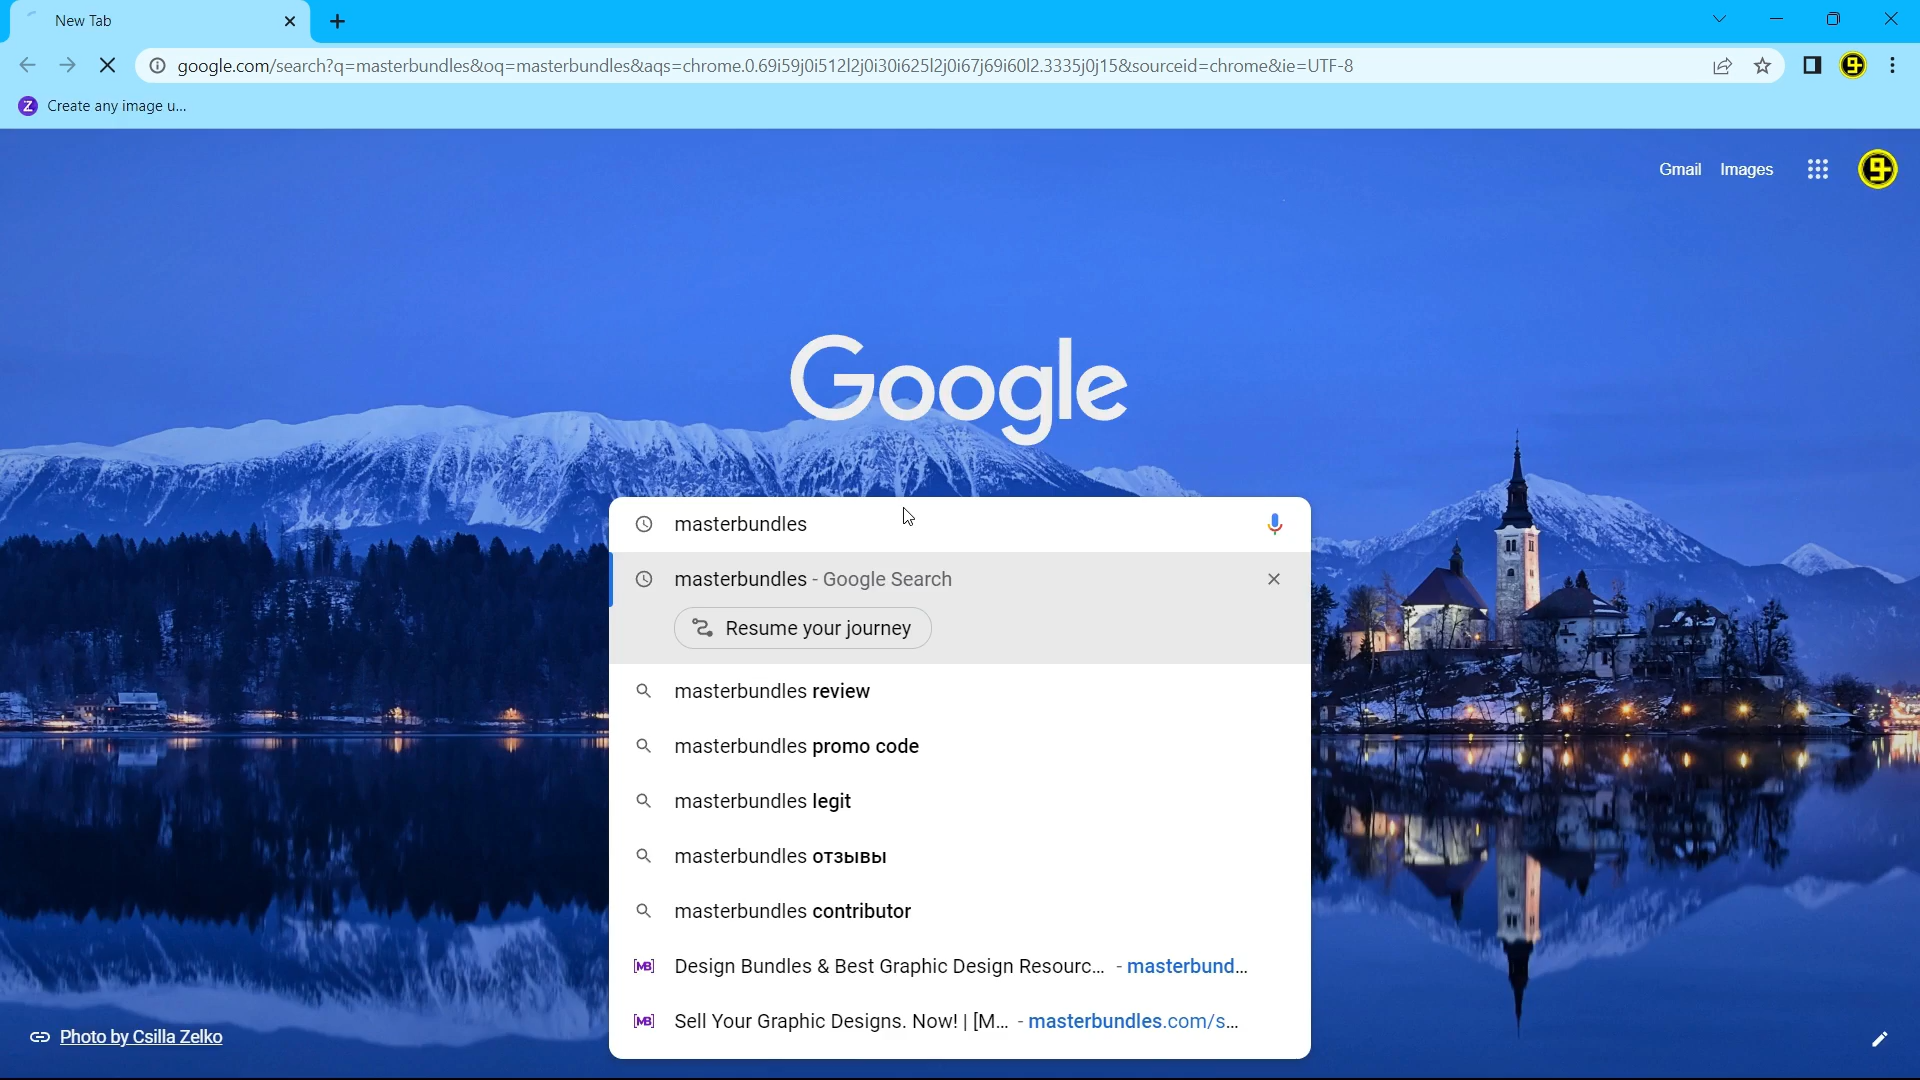 New Tab
google.com/search?q=masterbundles&oq=masterbundles&aqs=chrome.0.69i59j0i512l2j0i30i625l2j0i67j69i60l2.3335j0j15&sourceid=chrome&ie=UTF-8
Z Create any image u...
Gmail Images
Google
masterbundles
masterbundles - Google Search
Resume your journey
masterbundles review
masterbundles promo code
masterbundles legit
masterbundles отзывы
masterbundles contributor
[MB] Design Bundles & Best Graphic Design Resourc... - masterbund...
[MB] Sell Your Graphic Designs. Now! | [M... - masterbundles.com/s...
Photo by Csilla Zelko